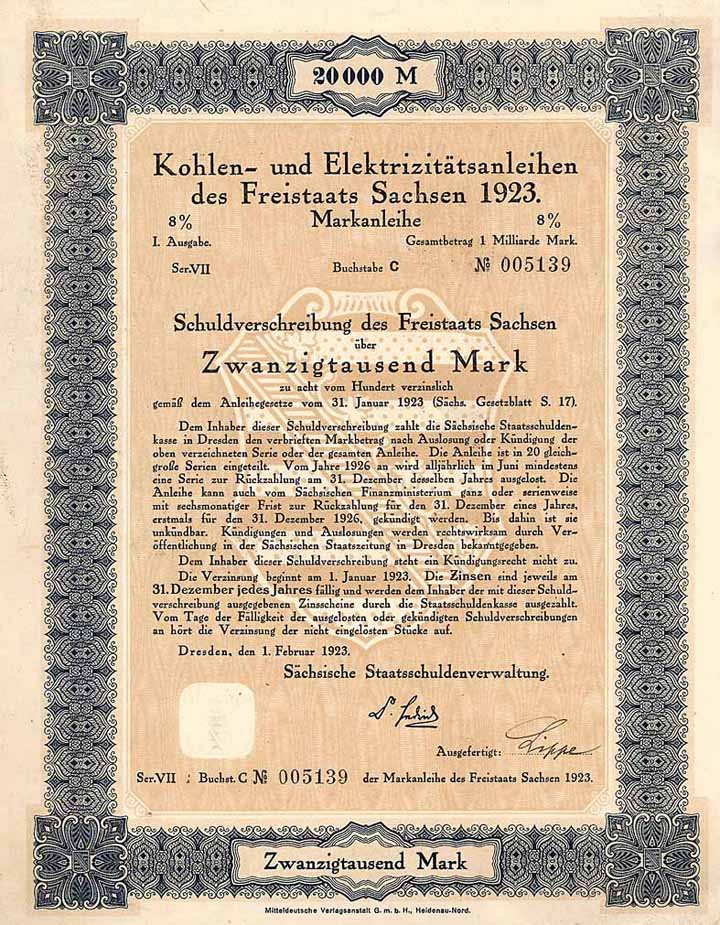 20 000 M
Kohlen- und Elektrizitätsanleihen
des Freistaats Sachsen 1923.
8% Markanleihe 8%
I. Ausgabe. Gesamtbetrag 1 Milliarde Mark.
Ser. VII Buchstabe C № 005139
Schuldverschreibung des Freistaats Sachsen
über
Zwanzigtausend Mark
zu acht vom Hundert verzinslich
gemäß dem Anleihegesetze vom 31. Januar 1923 (Sächs. Gesetzblatt S. 17).
Dem Inhaber dieser Schuldverschreibung zahlt die Sächsische Staatsschulden-
kasse in Dresden den verbrieften Markbetrag nach Auslosung oder Kündigung der
oben verzeichneten Serie oder der gesamten Anleihe. Die Anleihe ist in 20 gleich-
große Serien eingeteilt. Vom Jahre 1926 an wird alljährlich im Juni mindestens
eine Serie zur Rückzahlung am 31. Dezember desselben Jahres ausgelost. Die
Anleihe kann auch vom Sächsischen Finanzministerium ganz oder serienweise
mit sechsmonatiger Frist zur Rückzahlung für den 31. Dezember eines Jahres,
erstmals für den 31. Dezember 1926, gekündigt werden. Bis dahin ist sie
unkündbar. Kündigungen und Auslosungen werden rechtswirksam durch Ver-
öffentlichung in der Sächsischen Staatszeitung in Dresden bekanntgegeben.
Dem Inhaber dieser Schuldverschreibung steht ein Kündigungsrecht nicht zu.
Die Verzinsung beginnt am 1. Januar 1923. Die Zinsen sind jeweils am
31. Dezember jedes Jahres fällig und werden dem Inhaber der mit dieser Schuld-
verschreibung ausgegebenen Zinsscheine durch die Staatsschuldenkasse ausgezahlt.
Vom Tage der Fälligkeit der ausgelosten oder gekündigten Schuldverschreibungen
an hört die Verzinsung der nicht eingelösten Stücke auf.
Dresden, den 1. Februar 1923.
Sächsische Staatsschuldenverwaltung.
Ausgefertigt: Lippe
Ser. VII Buchst. C № 005139 der Markanleihe des Freistaats Sachsen 1923.
Zwanzigtausend Mark
Mitteldeutsche Verlagsanstalt G. m. b. H., Heidenau-Nord.